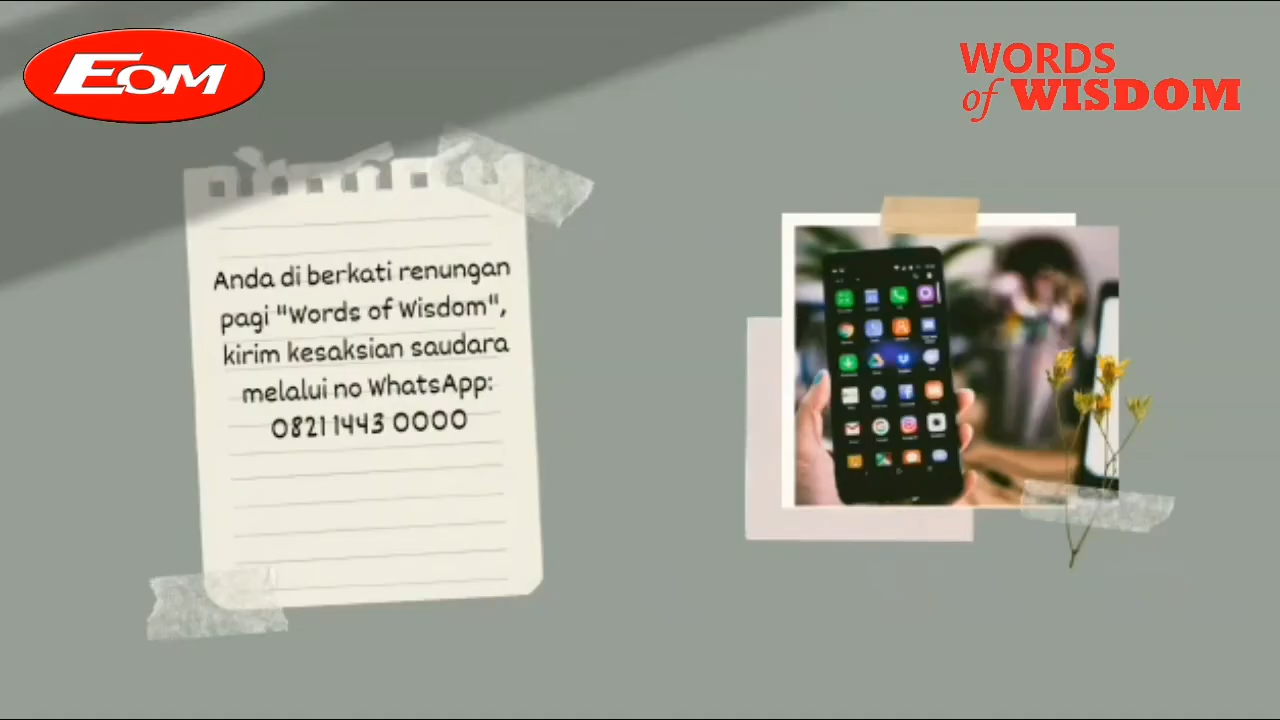 EOM
WORDS
of WISDOM
Anda di berkati renungan
pagi "Words of Wisdom",
kirim kesaksian saudara
melalui no WhatsApp:
0821 1443 0000